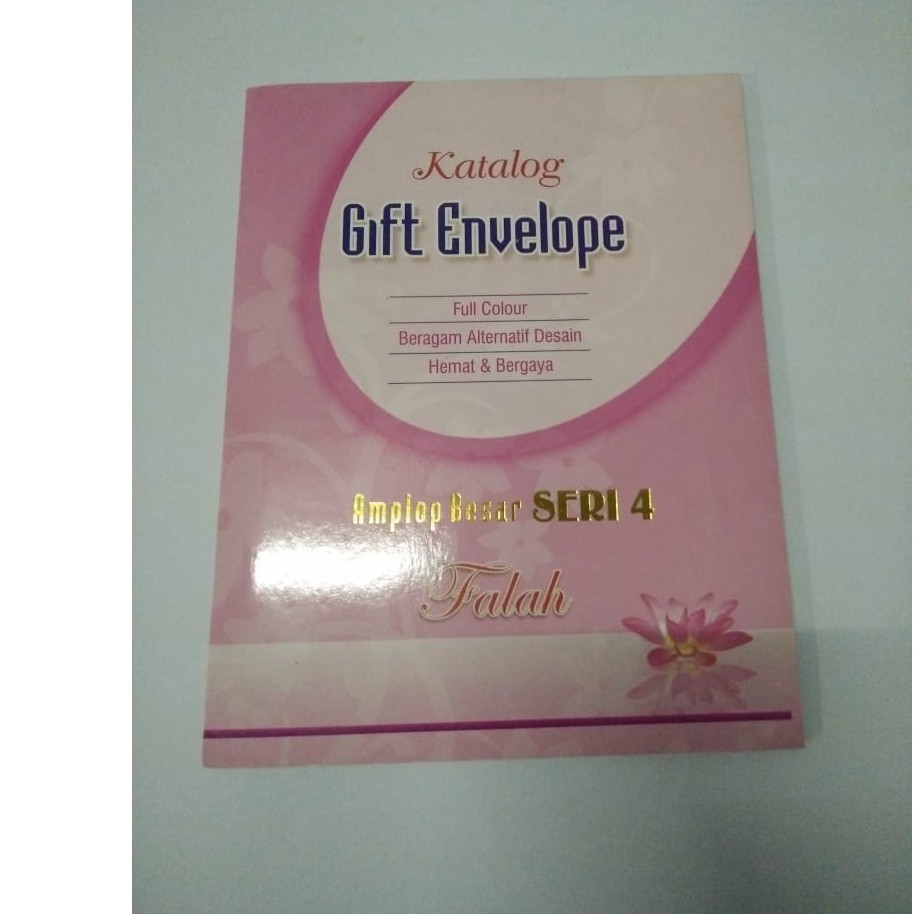 Katalog
Gift Envelope
Full Colour
Beragam Alternatif Desain
Hemat & Bergaya
Amplop Besar SERI 4
Falah